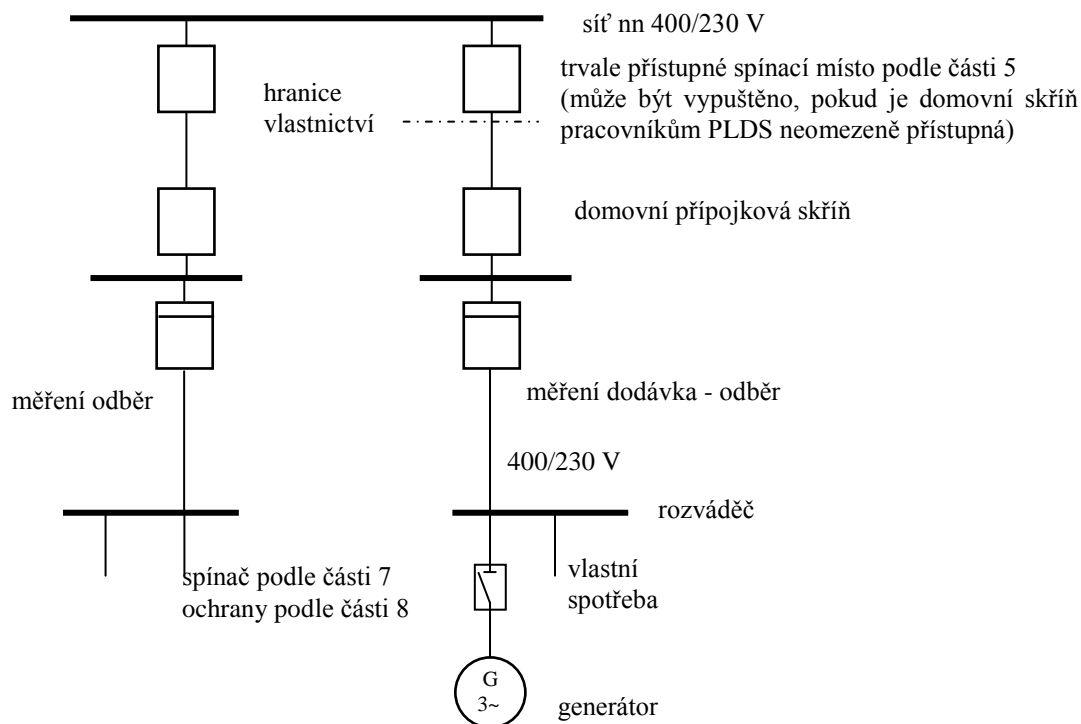 síť nn 400/230 V
trvale přístupné spínací místo podle části 5
(může být vypuštěno, pokud je domovní skříň
pracovníkům PLDS neomezeně přístupná)
hranice
vlastnictví
domovní přípojková skříň
měření odběr
měření dodávka - odběr
400/230 V
rozváděč
spínač podle části 7
ochrany podle části 8
vlastní
spotřeba
G
3~
generátor